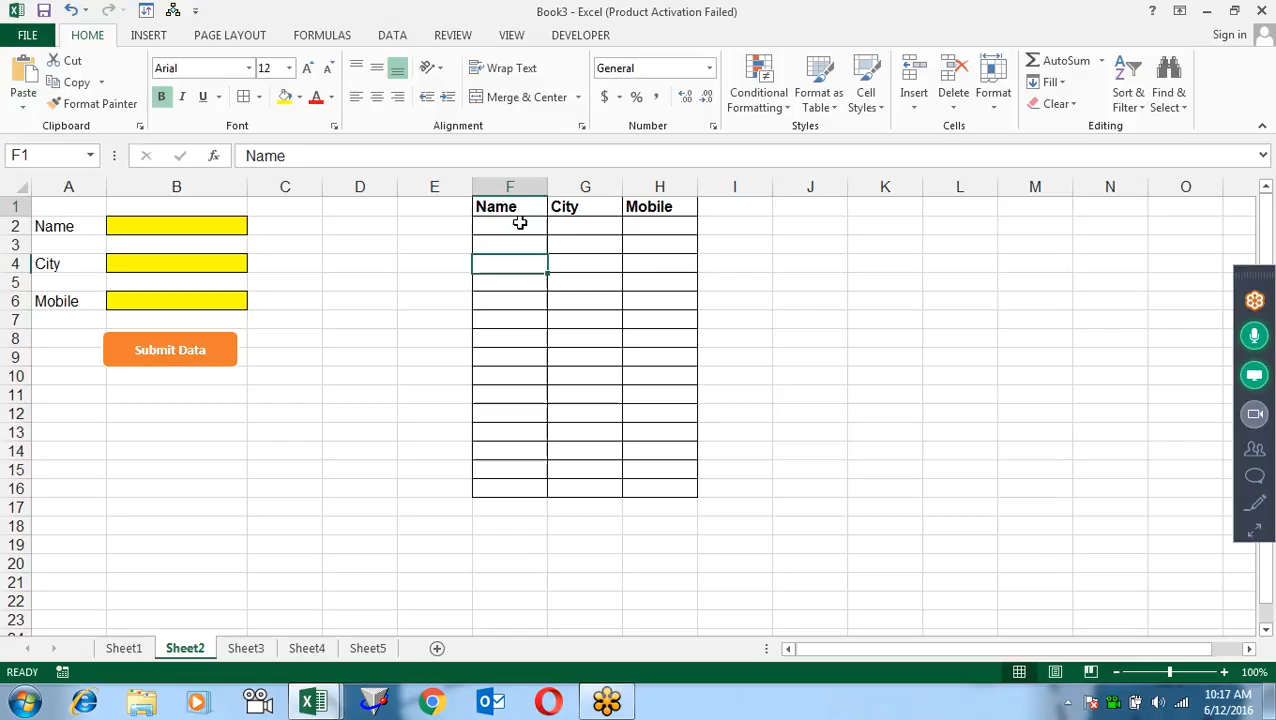 Book3 - Excel (Product Activation Failed)
?
FILE HOME INSERT PAGE LAYOUT FORMULAS DATA REVIEW VIEW DEVELOPER Sign in
Paste Cut Copy Format Painter
Clipboard
Arial 12 A A
B I U A
Font
Wrap Text
Merge & Center
Alignment
General
$ % ,
Number
Conditional Formatting Format as Table Cell Styles
Styles
Insert Delete Format
Cells
AutoSum Fill Clear Sort & Filter Find & Select
Editing
F1 fx Name
A B C D E F G H I J K L M N O
1 Name City Mobile
2 Name
3
4 City
5
6 Mobile
7
8 Submit Data
9
10
11
12
13
14
15
16
17
18
19
20
21
22
23
Sheet1 Sheet2 Sheet3 Sheet4 Sheet5
READY 100%
10:17 AM
6/12/2016